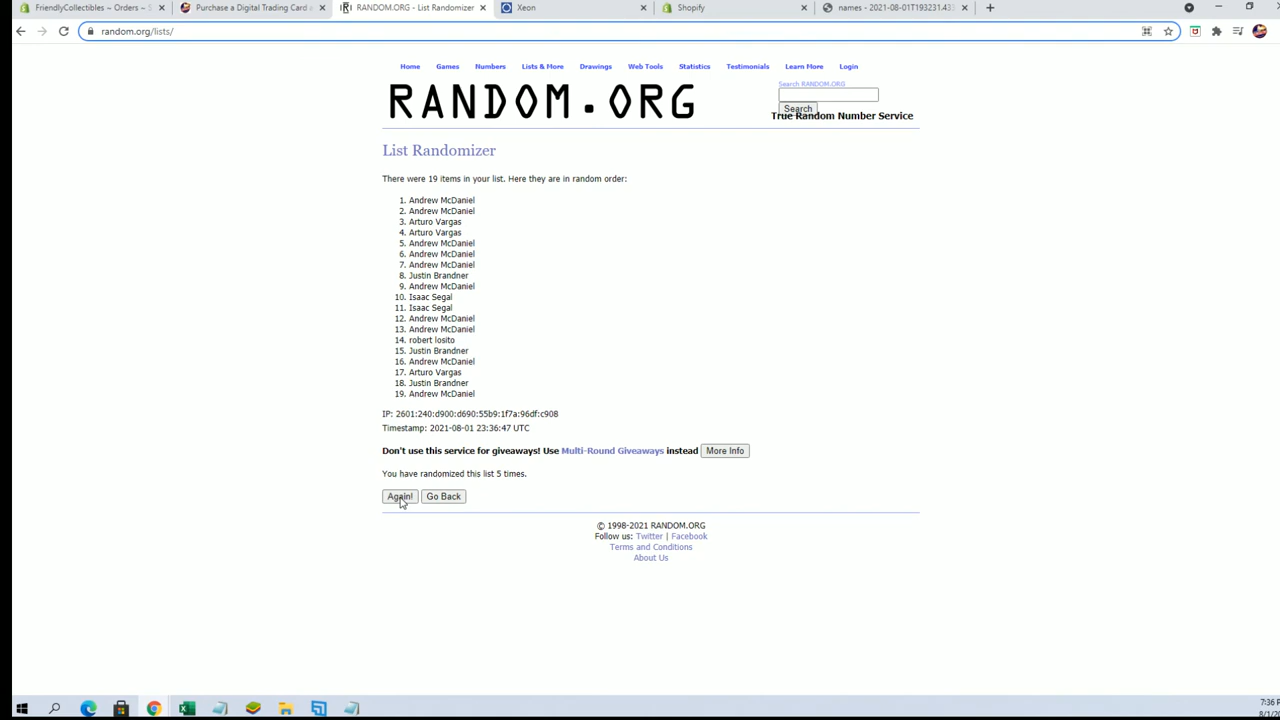 FriendlyCollectibles ~ Orders ~ S
Purchase a Digital Trading Card a
RANDOM.ORG - List Randomizer
Xeon
Shopify
names - 2021-08-01T193231.43
random.org/lists/
Home
Games
Numbers
Lists & More
Drawings
Web Tools
Statistics
Testimonials
Learn More
Login
RANDOM.ORG
Search RANDOM.ORG
Search
True Random Number Service
List Randomizer
There were 19 items in your list. Here they are in random order:
1. Andrew McDaniel
2. Andrew McDaniel
3. Arturo Vargas
4. Arturo Vargas
5. Andrew McDaniel
6. Andrew McDaniel
7. Andrew McDaniel
8. Justin Brandner
9. Andrew McDaniel
10. Isaac Segal
11. Isaac Segal
12. Andrew McDaniel
13. Andrew McDaniel
14. robert losito
15. Justin Brandner
16. Andrew McDaniel
17. Arturo Vargas
18. Justin Brandner
19. Andrew McDaniel
IP: 2601:240:d900:d690:55b9:1f7a:96df:c908
Timestamp: 2021-08-01 23:36:47 UTC
Don't use this service for giveaways! Use Multi-Round Giveaways instead More Info
You have randomized this list 5 times.
Again! Go Back
© 1998-2021 RANDOM.ORG
Follow us: Twitter | Facebook
Terms and Conditions
About Us
7:36 P
8/1/20